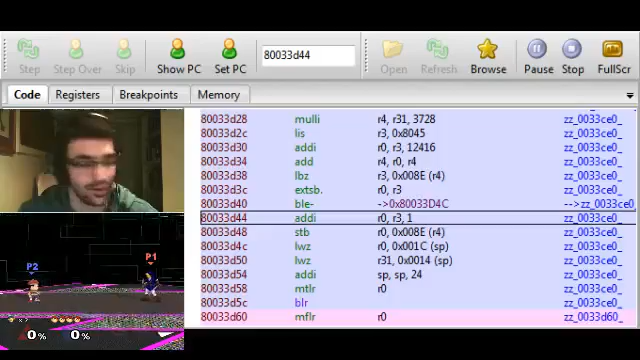 80033d44
Step Step Over Skip Show PC Set PC Open Refresh Browse Pause Stop FullScr
Code Registers Breakpoints Memory
80033d28 mulli r4, r31, 3728 zz_0033ce0_
80033d2c lis r3, 0x8045 zz_0033ce0_
80033d30 addi r0, r3, 12416 zz_0033ce0_
80033d34 add r4, r0, r4 zz_0033ce0_
80033d38 lbz r3, 0x008E (r4) zz_0033ce0_
80033d3c extsb. r0, r3 zz_0033ce0_
80033d40 ble- ->0x80033D4C -->zz_0033ce0_
80033d44 addi r0, r3, 1 zz_0033ce0_
80033d48 stb r0, 0x008E (r4) zz_0033ce0_
80033d4c lwz r0, 0x001C (sp) zz_0033ce0_
80033d50 lwz r31, 0x0014 (sp) zz_0033ce0_
80033d54 addi sp, sp, 24 zz_0033ce0_
80033d58 mtlr r0 zz_0033ce0_
80033d5c blr zz_0033ce0_
80033d60 mflr r0 zz_0033d60_
P1
P2
0% 0%